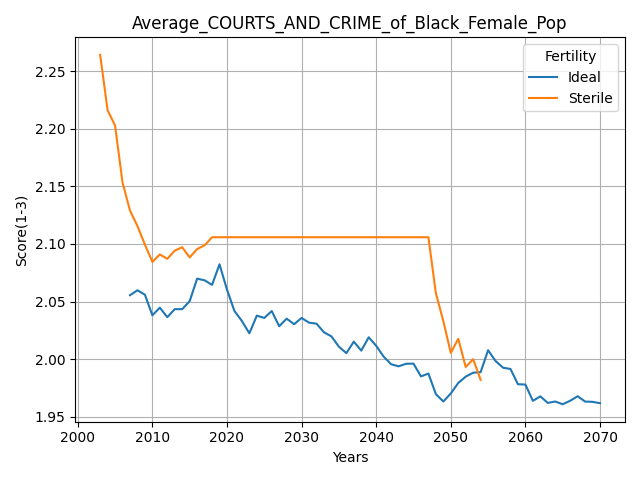 Average_COURTS_AND_CRIME_of_Black_Female_Pop
Fertility
Ideal
Sterile
Score(1-3)
2.25
2.20
2.15
2.10
2.05
2.00
1.95
2000 2010 2020 2030 2040 2050 2060 2070
Years